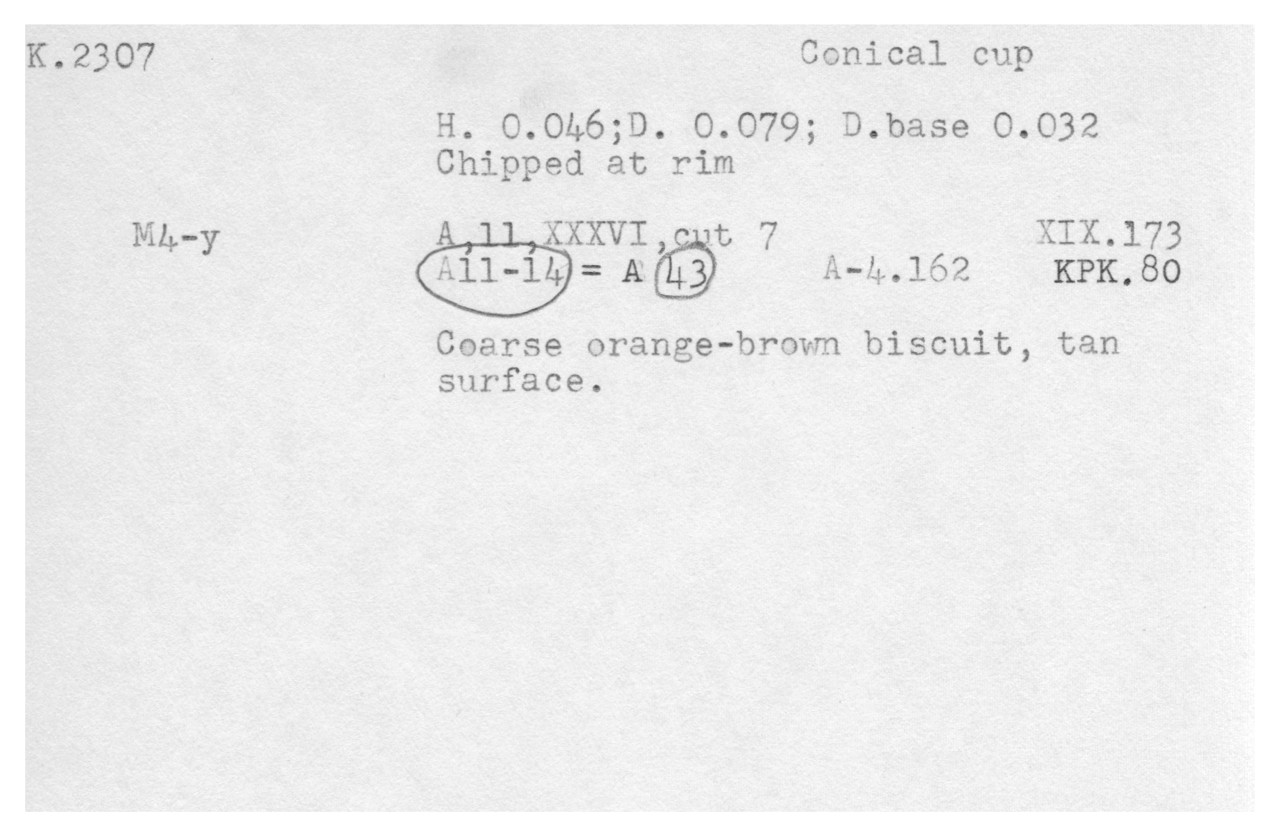 K.2307 Conical cup
H. 0.046;D. 0.079; D.base 0.032
Chipped at rim
M4-y A,11,XXXVI,cut 7 XIX.173
A11-14 = A 43 A-4.162 KPK.80
Coarse orange-brown biscuit, tan
surface.